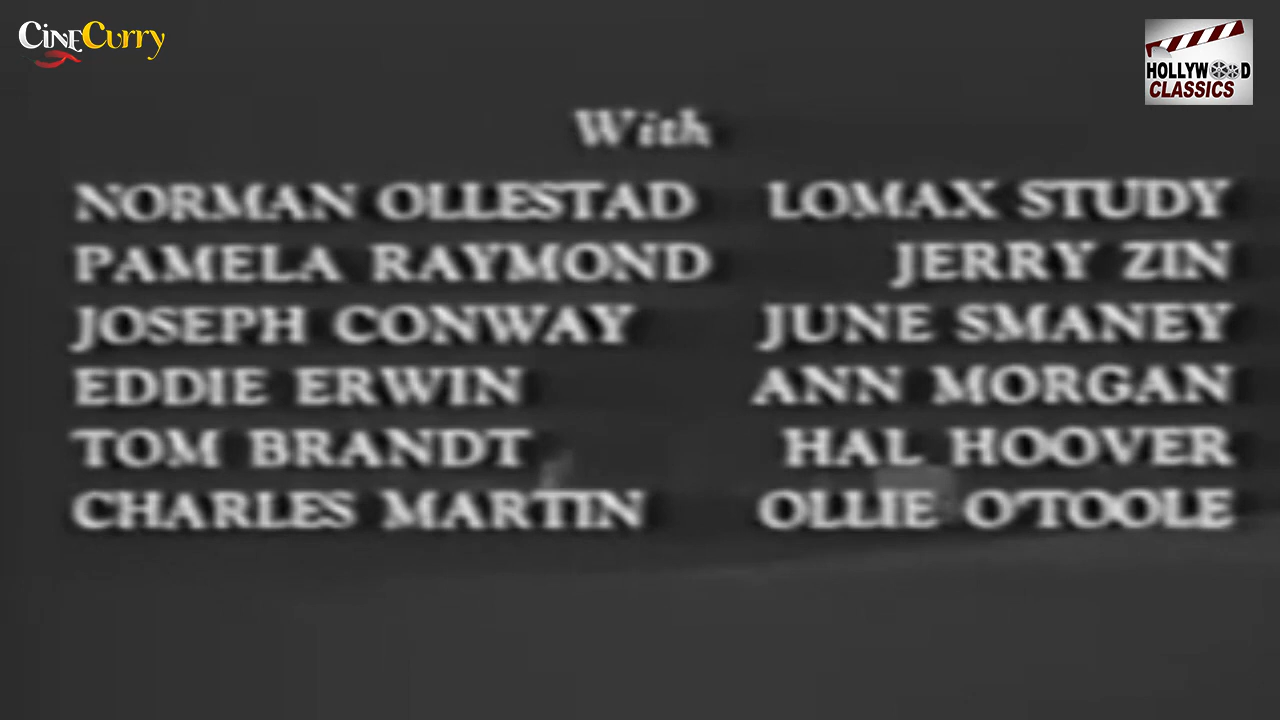 CINECURRY
HOLLYWOOD
CLASSICS
With
NORMAN OLLESTAD LOMAX STUDY
PAMELA RAYMOND JERRY ZIN
JOSEPH CONWAY JUNE SMANEY
EDDIE ERWIN ANN MORGAN
TOM BRANDT HAL HOOVER
CHARLES MARTIN OLLIE O'TOOLE